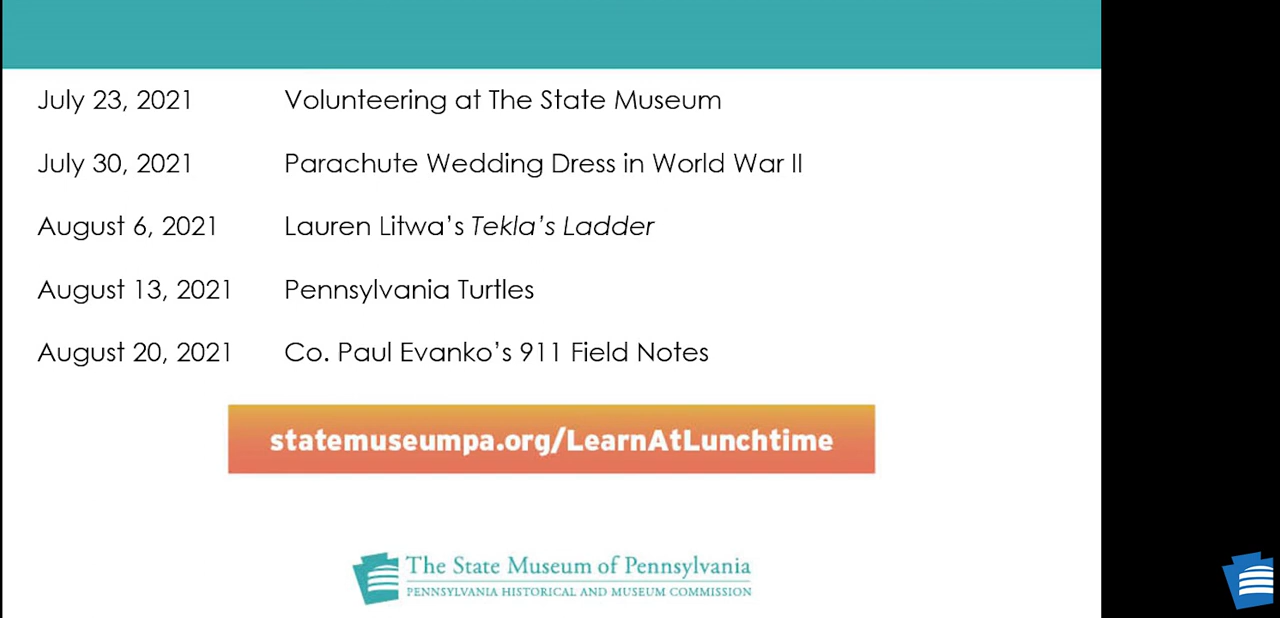 July 23, 2021 Volunteering at The State Museum
July 30, 2021 Parachute Wedding Dress in World War II
August 6, 2021 Lauren Litwa's Tekla's Ladder
August 13, 2021 Pennsylvania Turtles
August 20, 2021 Co. Paul Evanko's 911 Field Notes
statemuseumpa.org/LearnAtLunchtime
The State Museum of Pennsylvania
PENNSYLVANIA HISTORICAL AND MUSEUM COMMISSION